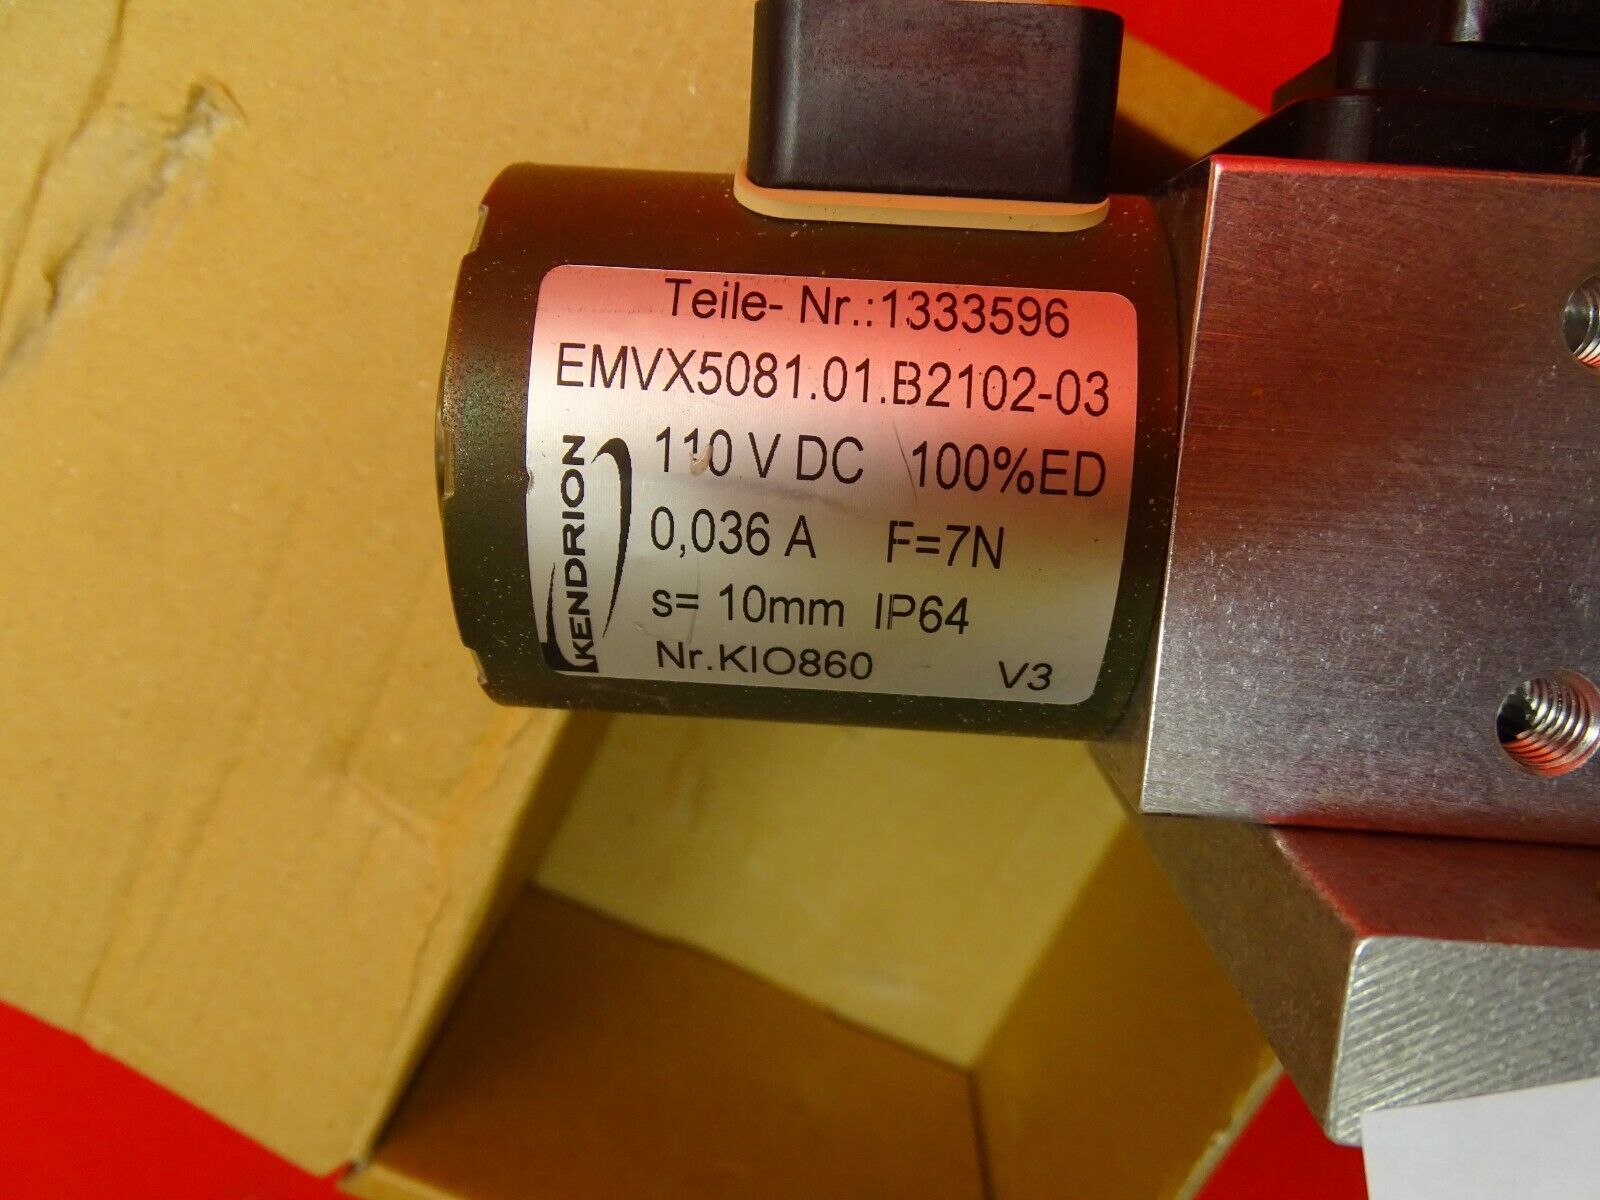 Teile- Nr.:1333596
EMVX5081.01.B2102-03
110 V DC 100%ED
0,036 A F=7N
s= 10mm IP64
Nr.KIO860 V3
KENDRION